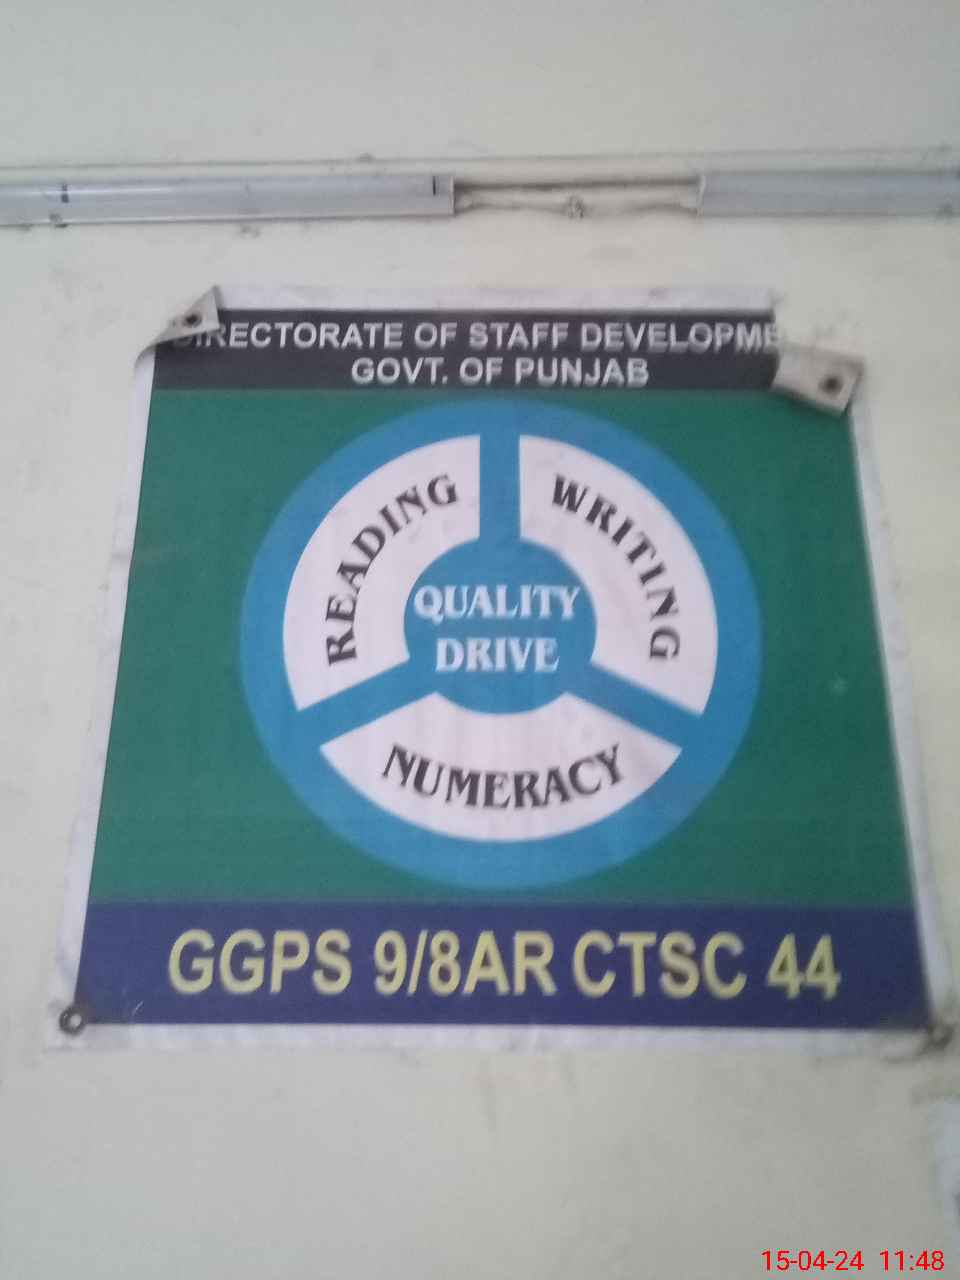 DIRECTORATE OF STAFF DEVELOPME
GOVT. OF PUNJAB
READING
WRITING
QUALITY
DRIVE
NUMERACY
GGPS 9/8AR CTSC 44
15-04-24 11:48